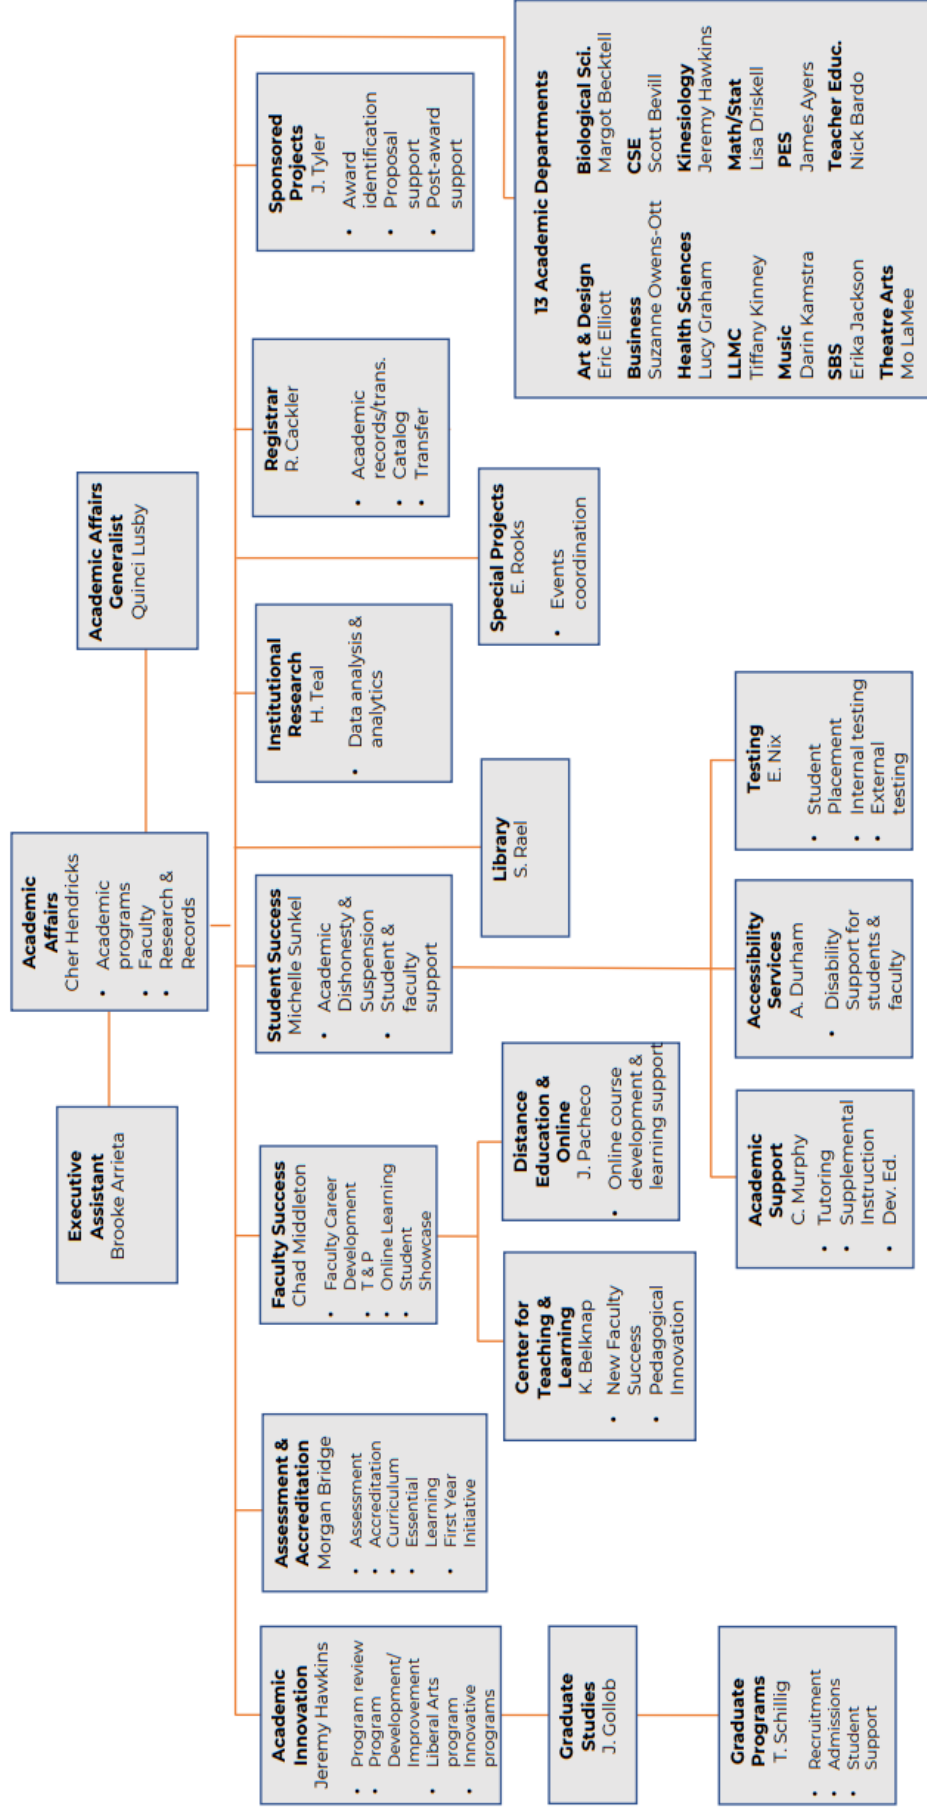 Academic
Affairs
Cher Hendricks
• Academic
programs
• Faculty
• Research &
Records
Executive
Assistant
Brooke Arrieta
Academic Affairs
Generalist
Quinci Lusby
Academic
Innovation
Jeremy Hawkins
• Program review
• Program
Development/
Improvement
• Liberal Arts
program
• Innovative
programs
Graduate
Studies
J. Gollob
Graduate
Programs
T. Schillig
• Recruitment
• Admissions
• Student
Support
Assessment &
Accreditation
Morgan Bridge
• Assessment
• Accreditation
• Curriculum
• Essential
Learning
• First Year
Initiative
Faculty Success
Chad Middleton
• Faculty Career
Development
• T & P
• Online Learning
• Student
Showcase
Center for
Teaching &
Learning
K. Belknap
• New Faculty
Success
• Pedagogical
Innovation
Distance
Education &
Online
J. Pacheco
• Online course
development &
learning support
Student Success
Michelle Sunkel
• Academic
Dishonesty &
Suspension
• Student &
faculty
support
Academic
Support
C. Murphy
• Tutoring
• Supplemental
Instruction
• Dev. Ed.
Accessibility
Services
A. Durham
• Disability
Support for
students &
faculty
Testing
E. Nix
• Student
Placement
• Internal testing
• External
testing
Library
S. Rael
Institutional
Research
H. Teal
• Data analysis &
analytics
Special Projects
E. Rooks
• Events
coordination
Registrar
R. Cackler
• Academic
records/trans.
• Catalog
• Transfer
Sponsored
Projects
J. Tyler
• Award
identification
• Proposal
support
• Post-award
support
13 Academic Departments
Art & Design
Eric Elliott
Business
Suzanne Owens-Ott
Health Sciences
Lucy Graham
LLMC
Tiffany Kinney
Music
Darin Kamstra
SBS
Erika Jackson
Theatre Arts
Mo LaMee
Biological Sci.
Margot Becktell
CSE
Scott Bevill
Kinesiology
Jeremy Hawkins
Math/Stat
Lisa Driskell
PES
James Ayers
Teacher Educ.
Nick Bardo